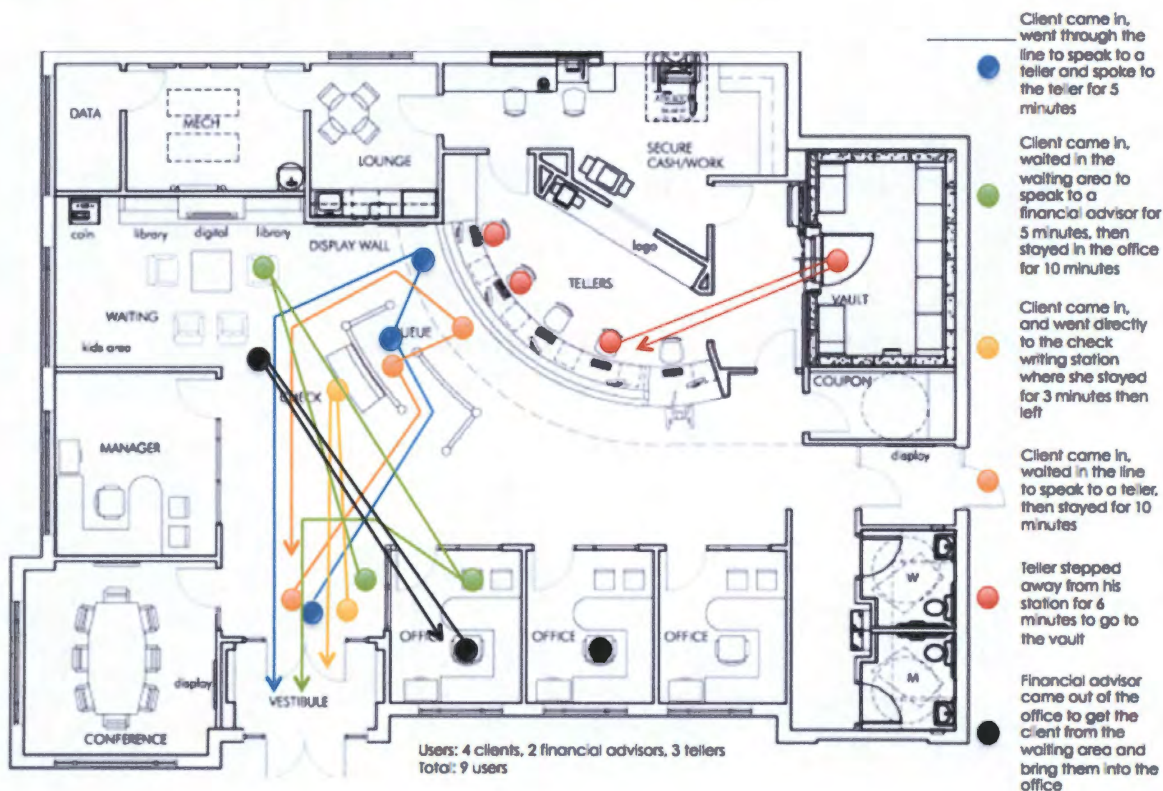 Client came in,
went through the
line to speak to a
teller and spoke to
the teller for 5
minutes
Client came in,
waited in the
waiting area to
speak to a
financial advisor for
5 minutes, then
stayed in the office
for 10 minutes
Client came in,
and went directly
to the check
writing station
where she stayed
for 3 minutes then
left
Client came in,
waited in the line
to speak to a teller,
then stayed for 10
minutes
Teller stepped
away from his
station for 6
minutes to go to
the vault
Financial advisor
came out of the
office to get the
client from the
waiting area and
bring them into the
office
DATA
MECH
LOUNGE
SECURE
CASH/WORK
coin
library
digital
library
DISPLAY WALL
logo
TELLERS
VAULT
WAITING
QUEUE
kids area
CHECK
COUPON
MANAGER
display
W
OFFICE
OFFICE
OFFICE
M
display
VESTIBULE
CONFERENCE
Users: 4 clients, 2 financial advisors, 3 tellers
Total: 9 users